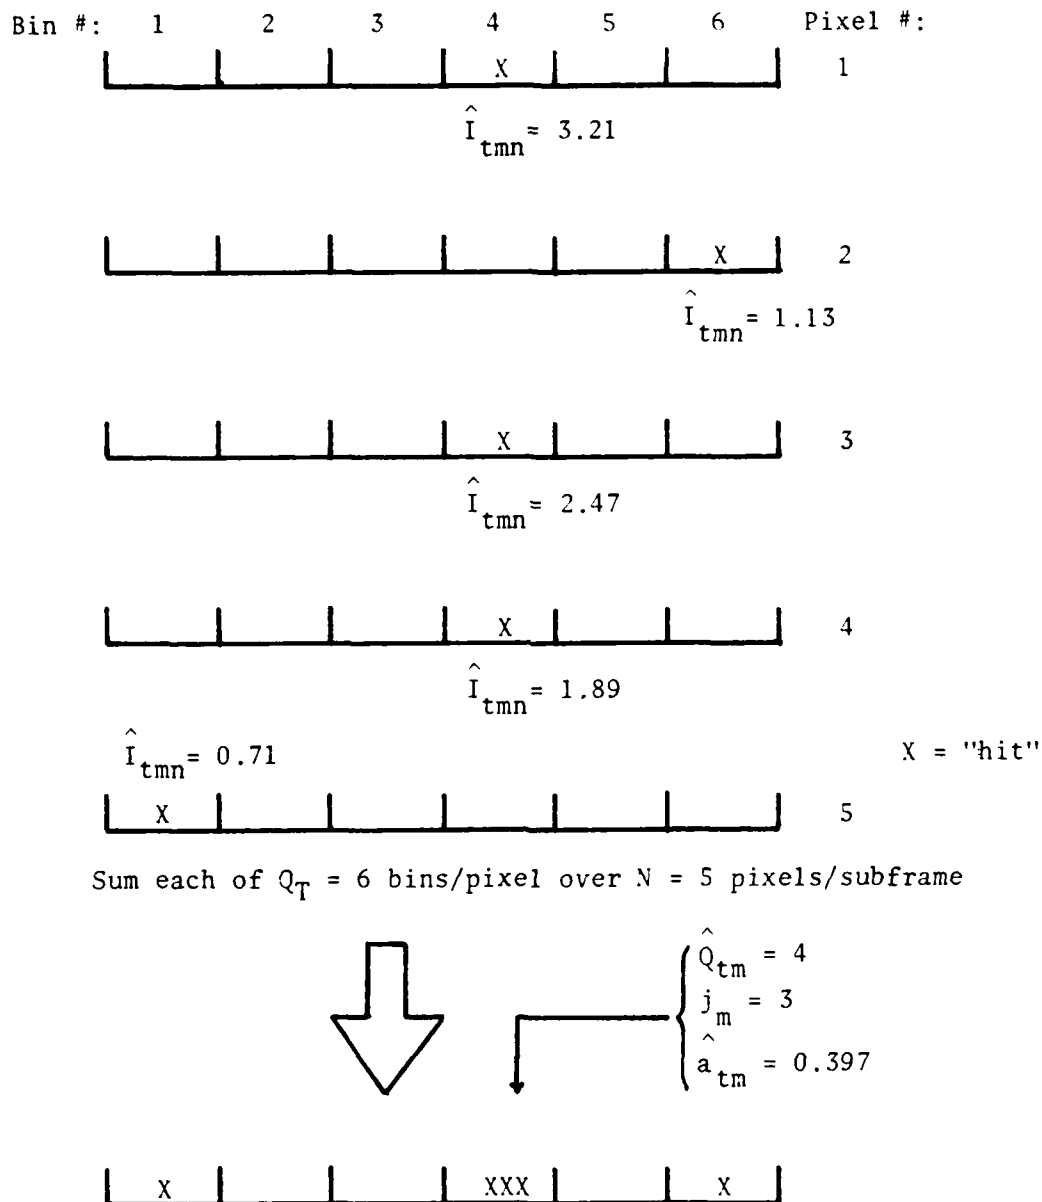 Bin #: 1 2 3 4 5 6 Pixel #:
X 1
Î_tmn = 3.21
X 2
Î_tmn = 1.13
X 3
Î_tmn = 2.47
X 4
Î_tmn = 1.89
Î_tmn = 0.71
X = "hit"
X 5
Sum each of Q_T = 6 bins/pixel over N = 5 pixels/subframe
Q̂_tm = 4
j_m = 3
â_tm = 0.397
X XXX X